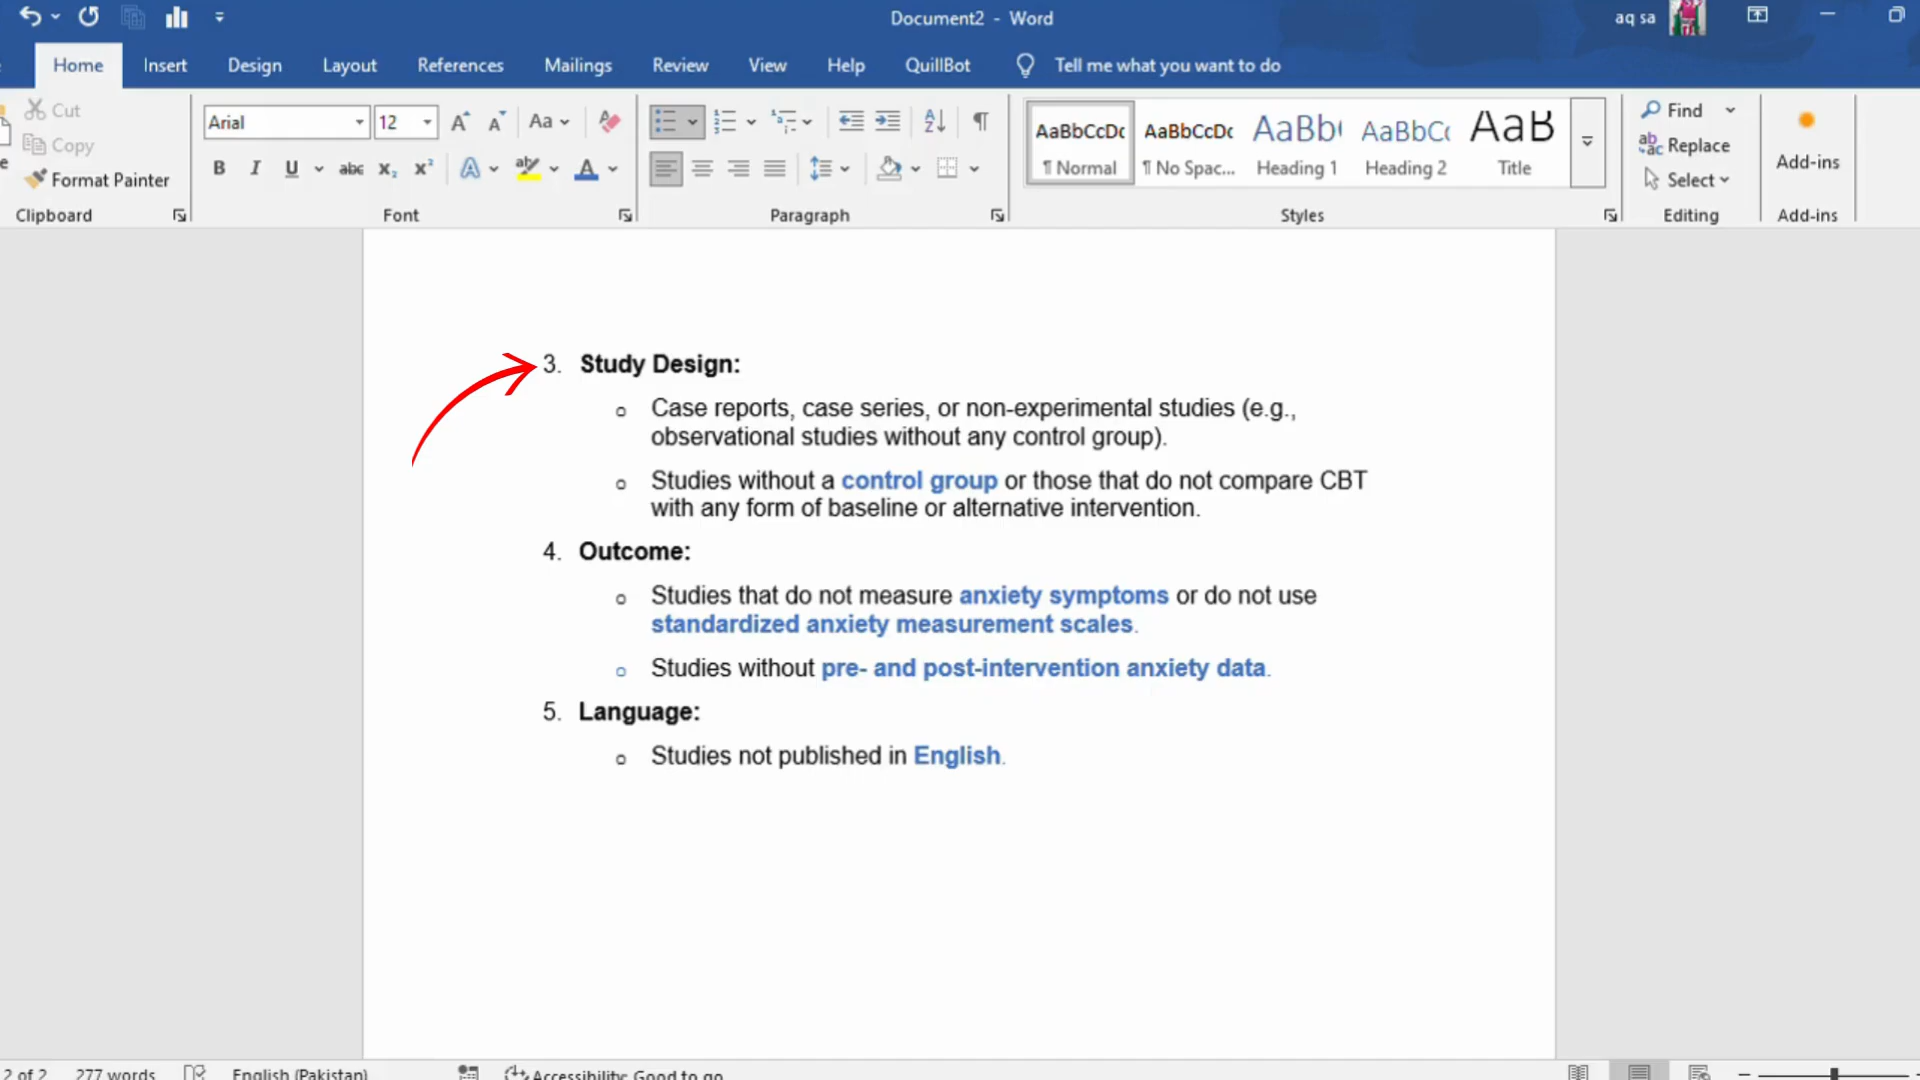 Document2 - Word
aq sa
Home Insert Design Layout References Mailings Review View Help QuillBot Tell me what you want to do
Cut
Copy
Format Painter
Clipboard
Arial 12
Aa
B I U abc x₂ x² A ab A
Font
Paragraph
AaBbCcDc AaBbCcDc AaBb( AaBbCc AaB
¶ Normal ¶ No Spac... Heading 1 Heading 2 Title
Styles
Find
Replace
Select
Editing
Add-ins
Add-ins
3. Study Design:
o Case reports, case series, or non-experimental studies (e.g.,
observational studies without any control group).
o Studies without a control group or those that do not compare CBT
with any form of baseline or alternative intervention.
4. Outcome:
o Studies that do not measure anxiety symptoms or do not use
standardized anxiety measurement scales.
o Studies without pre- and post-intervention anxiety data.
5. Language:
o Studies not published in English.
2 of 2 277 words English (Pakistan) Accessibility: Good to go